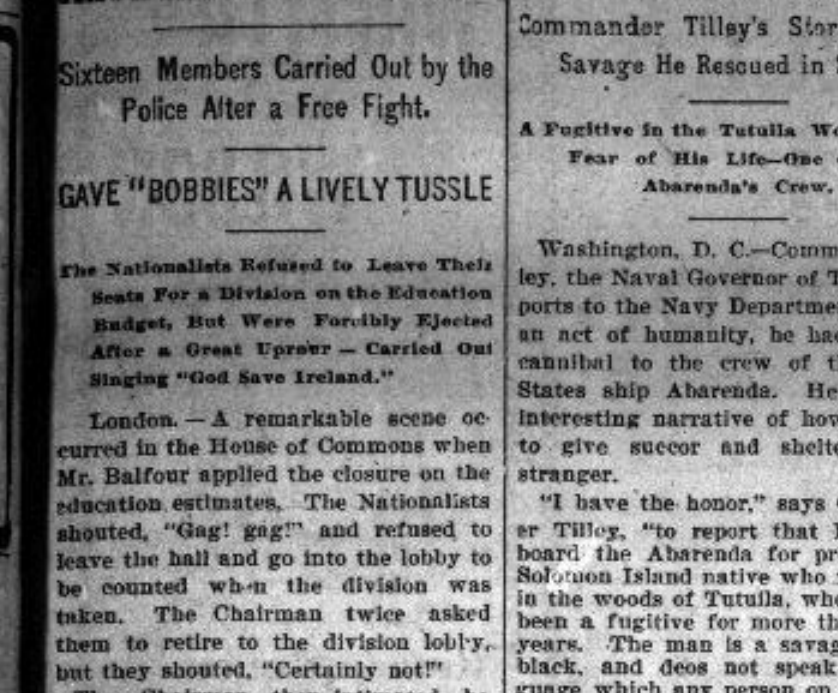 Sixteen Members Carried Out by the
Police After a Free Fight.
GAVE "BOBBIES" A LIVELY TUSSLE
The Nationalists Refused to Leave Their
Seats For a Division on the Education
Budget, But Were Forcibly Ejected
After a Great Uproar — Carried Out
Singing "God Save Ireland."
London. — A remarkable scene oc-
curred in the House of Commons when
Mr. Balfour applied the closure on the
education estimates. The Nationalists
shouted, "Gag! gag!" and refused to
leave the hall and go into the lobby to
be counted when the division was
taken. The Chairman twice asked
them to retire to the division lobby,
but they shouted, "Certainly not!"
Commander Tilley's
Savage He Rescued in
A Fugitive in the Tutuila
Fear of His Life—One
Abarenda's Crew.
Washington, D. C.—Comm
ley, the Naval Governor of
ports to the Navy Departme
an act of humanity, he
cannibal to the crew of
States ship Abarenda. He
interesting narrative of
to give succor and
stranger.
"I have the honor," says
er Tilley, "to report that
board the Abarenda for
Solomon Island native who
in the woods of Tutuila,
been a fugitive for more
years. The man is a
black, and deos not speak
guage which any person on